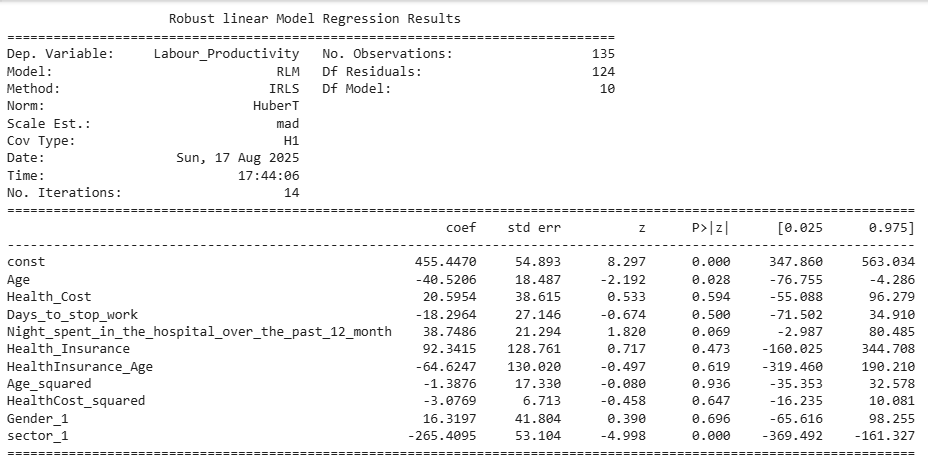 Robust linear Model Regression Results
==============================================================================
Dep. Variable: Labour_Productivity No. Observations: 135
Model: RLM Df Residuals: 124
Method: IRLS Df Model: 10
Norm: HuberT
Scale Est.: mad
Cov Type: H1
Date: Sun, 17 Aug 2025
Time: 17:44:06
No. Iterations: 14
======================================================================================================================
coef std err z P>|z| [0.025 0.975]
----------------------------------------------------------------------------------------------------------------------
const 455.4470 54.893 8.297 0.000 347.860 563.034
Age -40.5206 18.487 -2.192 0.028 -76.755 -4.286
Health_Cost 20.5954 38.615 0.533 0.594 -55.088 96.279
Days_to_stop_work -18.2964 27.146 -0.674 0.500 -71.502 34.910
Night_spent_in_the_hospital_over_the_past_12_month 38.7486 21.294 1.820 0.069 -2.987 80.485
Health_Insurance 92.3415 128.761 0.717 0.473 -160.025 344.708
HealthInsurance_Age -64.6247 130.020 -0.497 0.619 -319.460 190.210
Age_squared -1.3876 17.330 -0.080 0.936 -35.353 32.578
HealthCost_squared -3.0769 6.713 -0.458 0.647 -16.235 10.081
Gender_1 16.3197 41.804 0.390 0.696 -65.616 98.255
sector_1 -265.4095 53.104 -4.998 0.000 -369.492 -161.327
======================================================================================================================